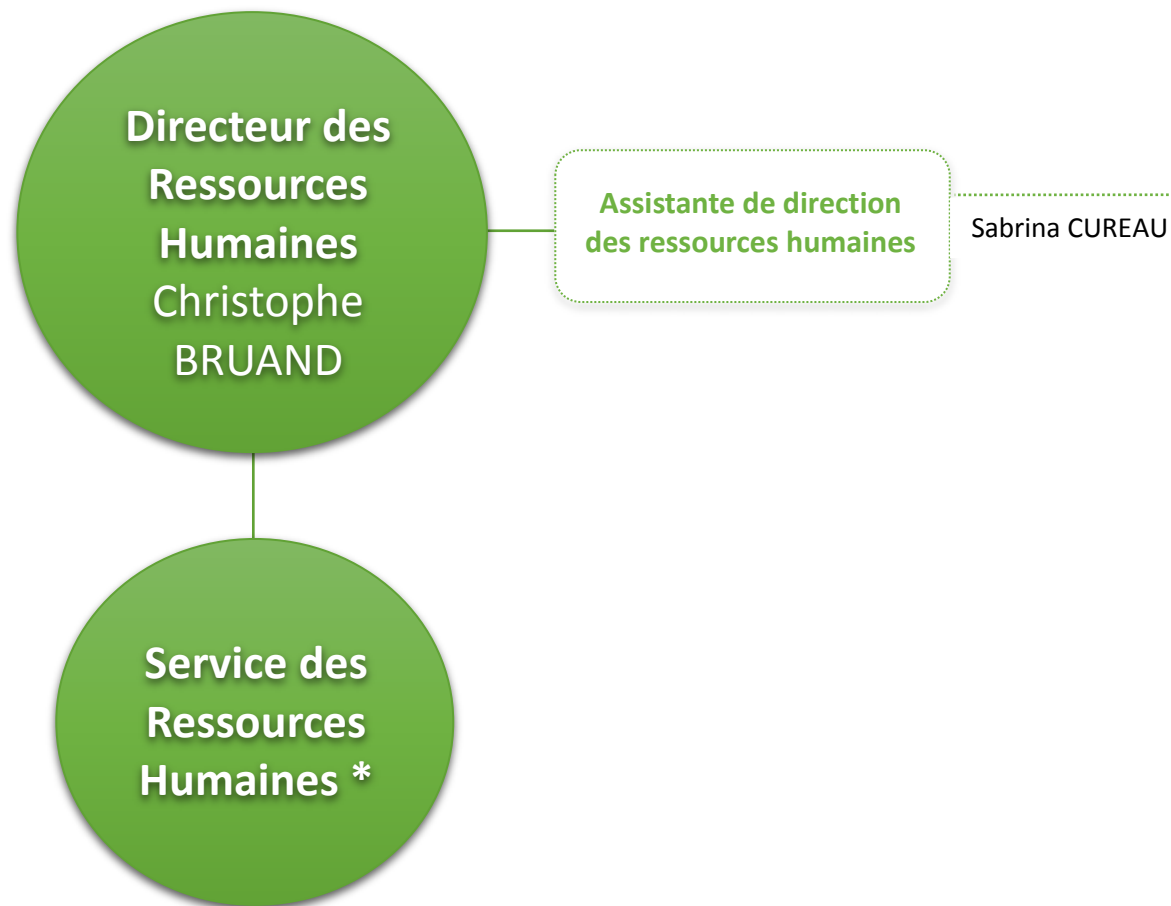 Directeur des
Ressources
Humaines
Christophe
BRUAND
Assistante de direction
des ressources humaines
Sabrina CUREAU
Service des
Ressources
Humaines *